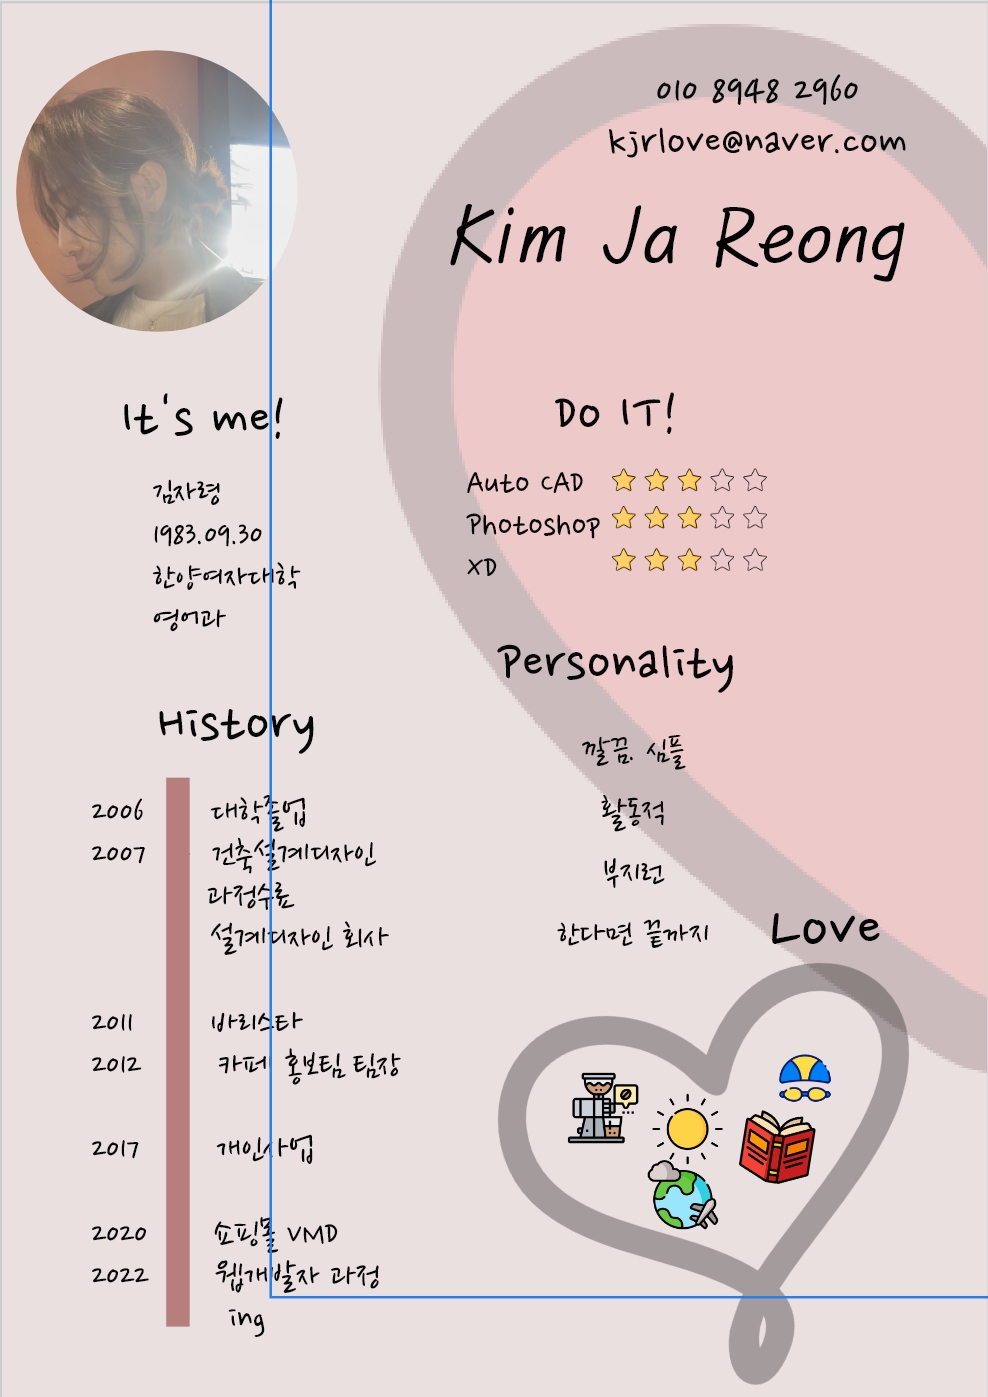 010 8948 2960
kjrlove@naver.com
Kim Ja Reong
It's me!
김자령
1983.09.30
한양여자대학
영어과
Do IT!
Auto CAD
Photoshop
XD
Personality
깔끔. 심플
활동적
부지런
한다면 끝까지
History
2006 대학졸업
2007 건축설계디자인
과정수료
설계디자인 회사
2011 바리스타
2012 카페 홍보팀 팀장
2017 개인사업
2020 쇼핑몰 VMD
2022 웹개발자 과정
ing
Love